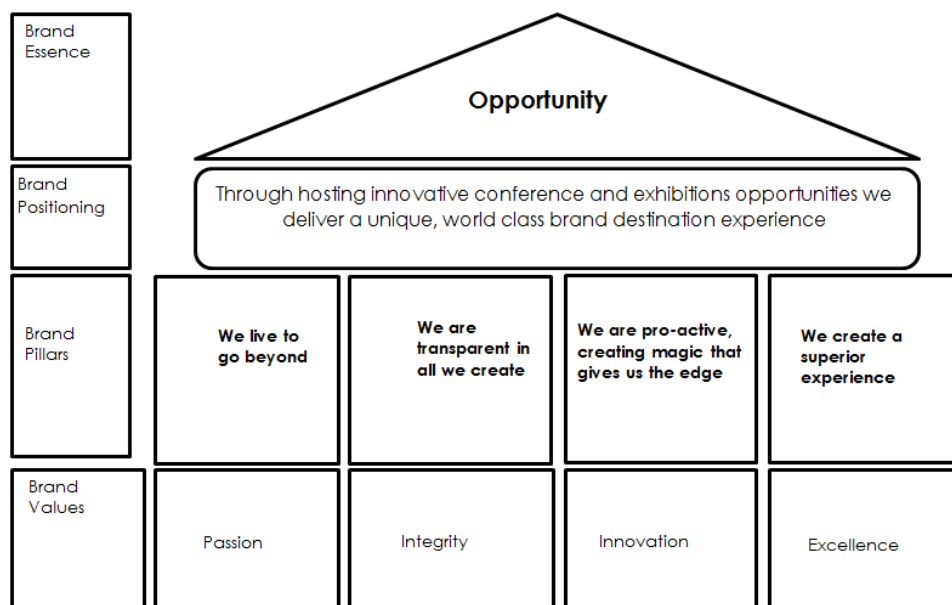 Brand
Essence
Opportunity
Brand
Positioning
Through hosting innovative conference and exhibitions opportunities we
deliver a unique, world class brand destination experience
Brand
Pillars
We live to
go beyond
We are
transparent in
all we create
We are pro-active,
creating magic that
gives us the edge
We create a
superior
experience
Brand
Values
Passion
Integrity
Innovation
Excellence